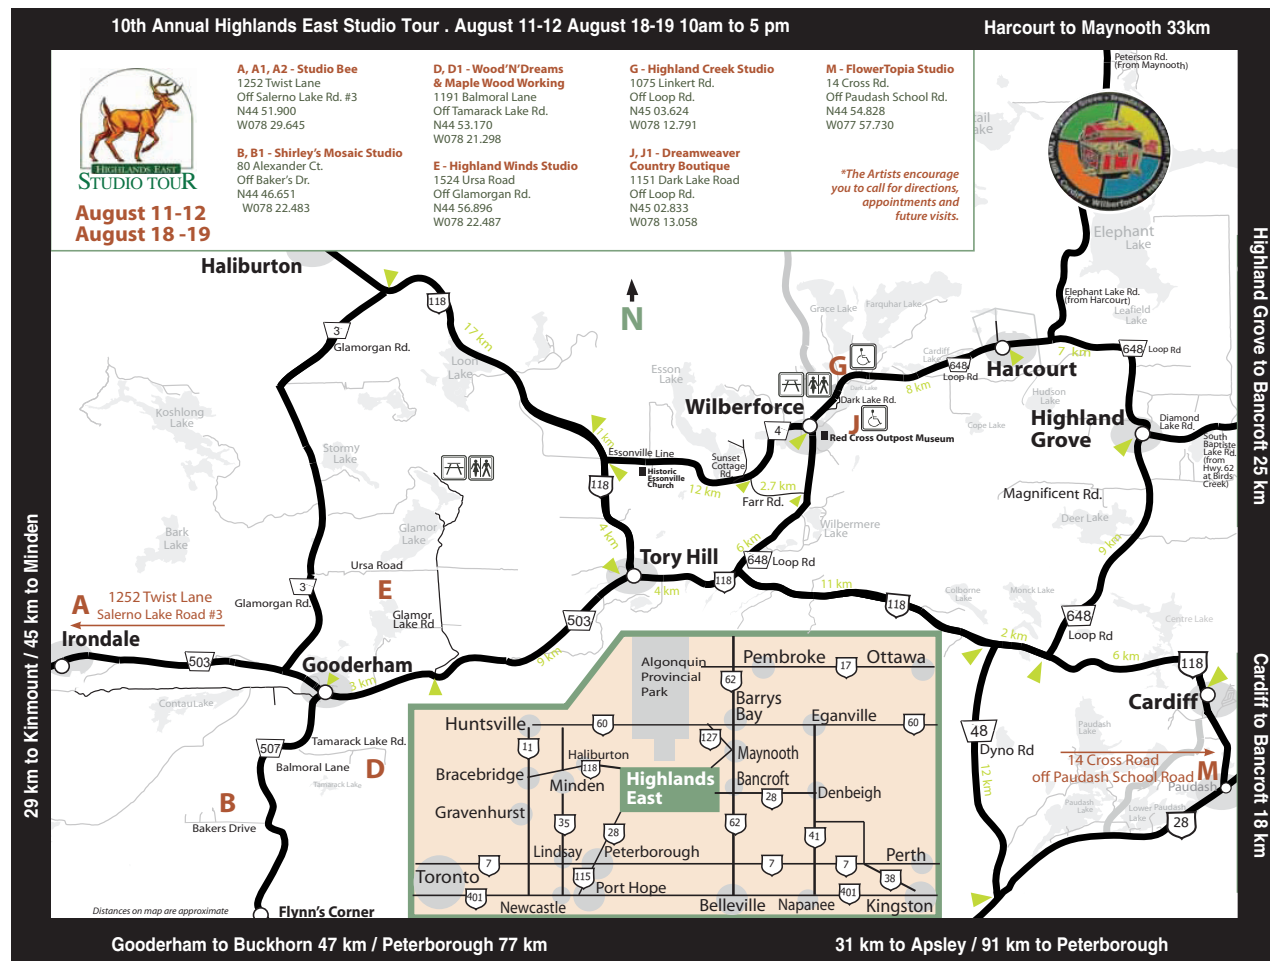 10th Annual Highlands East Studio Tour . August 11-12 August 18-19 10am to 5 pm
Harcourt to Maynooth 33km
HIGHLANDS EAST
STUDIO TOUR
August 11-12
August 18 -19
A, A1, A2 - Studio Bee
1252 Twist Lane
Off Salerno Lake Rd. #3
N44 51.900
W078 29.645
B, B1 - Shirley's Mosaic Studio
80 Alexander Ct.
Off Baker's Dr.
N44 46.651
W078 22.483
D, D1 - Wood'N'Dreams
& Maple Wood Working
1191 Balmoral Lane
Off Tamarack Lake Rd.
N44 53.170
W078 21.298
E - Highland Winds Studio
1524 Ursa Road
Off Glamorgan Rd.
N44 56.896
W078 22.487
G - Highland Creek Studio
1075 Linkert Rd.
Off Loop Rd.
N45 03.624
W078 12.791
J, J1 - Dreamweaver
Country Boutique
1151 Dark Lake Road
Off Loop Rd.
N45 02.833
W078 13.058
M - FlowerTopia Studio
14 Cross Rd.
Off Paudash School Rd.
N44 54.828
W077 57.730
*The Artists encourage
you to call for directions,
appointments and
future visits.
Peterson Rd.
(From Maynooth)
Elephant
Lake
Elephant Lake Rd.
(from Harcourt)
Leafield
Lake
Haliburton
118
17 km
3
Glamorgan Rd.
N
Grace Lake
Farquhar Lake
Loon
Lake
Esson
Lake
G
Cardiff
Lake
648
Loop Rd
8 km
Harcourt
7 km
648
Loop Rd
Hudson
Lake
Dark Lake Rd.
J
Wilberforce
4
Red Cross Outpost Museum
Cope Lake
Highland
Grove
Diamond
Lake Rd.
South
Baptiste
Lake Rd.
(from
Hwy. 62
at Birds
Creek)
Koshlong
Lake
Stormy
Lake
1 km
Essonville Line
Historic
Essonville
Church
Sunset
Cottage
Rd
12 km
2.7 km
Farr Rd.
118
4 km
Magnificent Rd.
Deer Lake
9 km
Bark
Lake
Glamor
Lake
Wilbermere
Lake
6 km
648
Loop Rd
Tory Hill
4 km
118
11 km
118
Ursa Road
E
3
Glamorgan Rd.
Glamor
Lake Rd
503
9 km
A
1252 Twist Lane
Salerno Lake Road #3
Irondale
503
Gooderham
3 km
Colborne
Lake
Monck Lake
Centre Lake
648
Loop Rd
2 km
6 km
118
Cardiff
Contau Lake
507
Tamarack Lake Rd.
Balmoral Lane
D
Tamarack Lake
B
Bakers Drive
48
Dyno Rd
12 km
Paudash
Lake
14 Cross Road
off Paudash School Road
M
Paudash
Paudash
Lake
Lower Paudash
Lake
28
Algonquin
Provincial
Park
Pembroke
17
Ottawa
62
Barrys
Bay
Huntsville
60
Eganville
60
11
127
Maynooth
Haliburton
118
Bracebridge
Minden
Highlands
East
Bancroft
28
Denbeigh
Gravenhurst
35
28
62
41
Lindsay
Peterborough
Perth
7
7
7
Toronto
115
38
401
Port Hope
401
Newcastle
Belleville
Napanee
Kingston
Distances on map are approximate
Flynn's Corner
29 km to Kinmount / 45 km to Minden
Highland Grove to Bancroft 25 km
Cardiff to Bancroft 18 km
Gooderham to Buckhorn 47 km / Peterborough 77 km
31 km to Apsley / 91 km to Peterborough